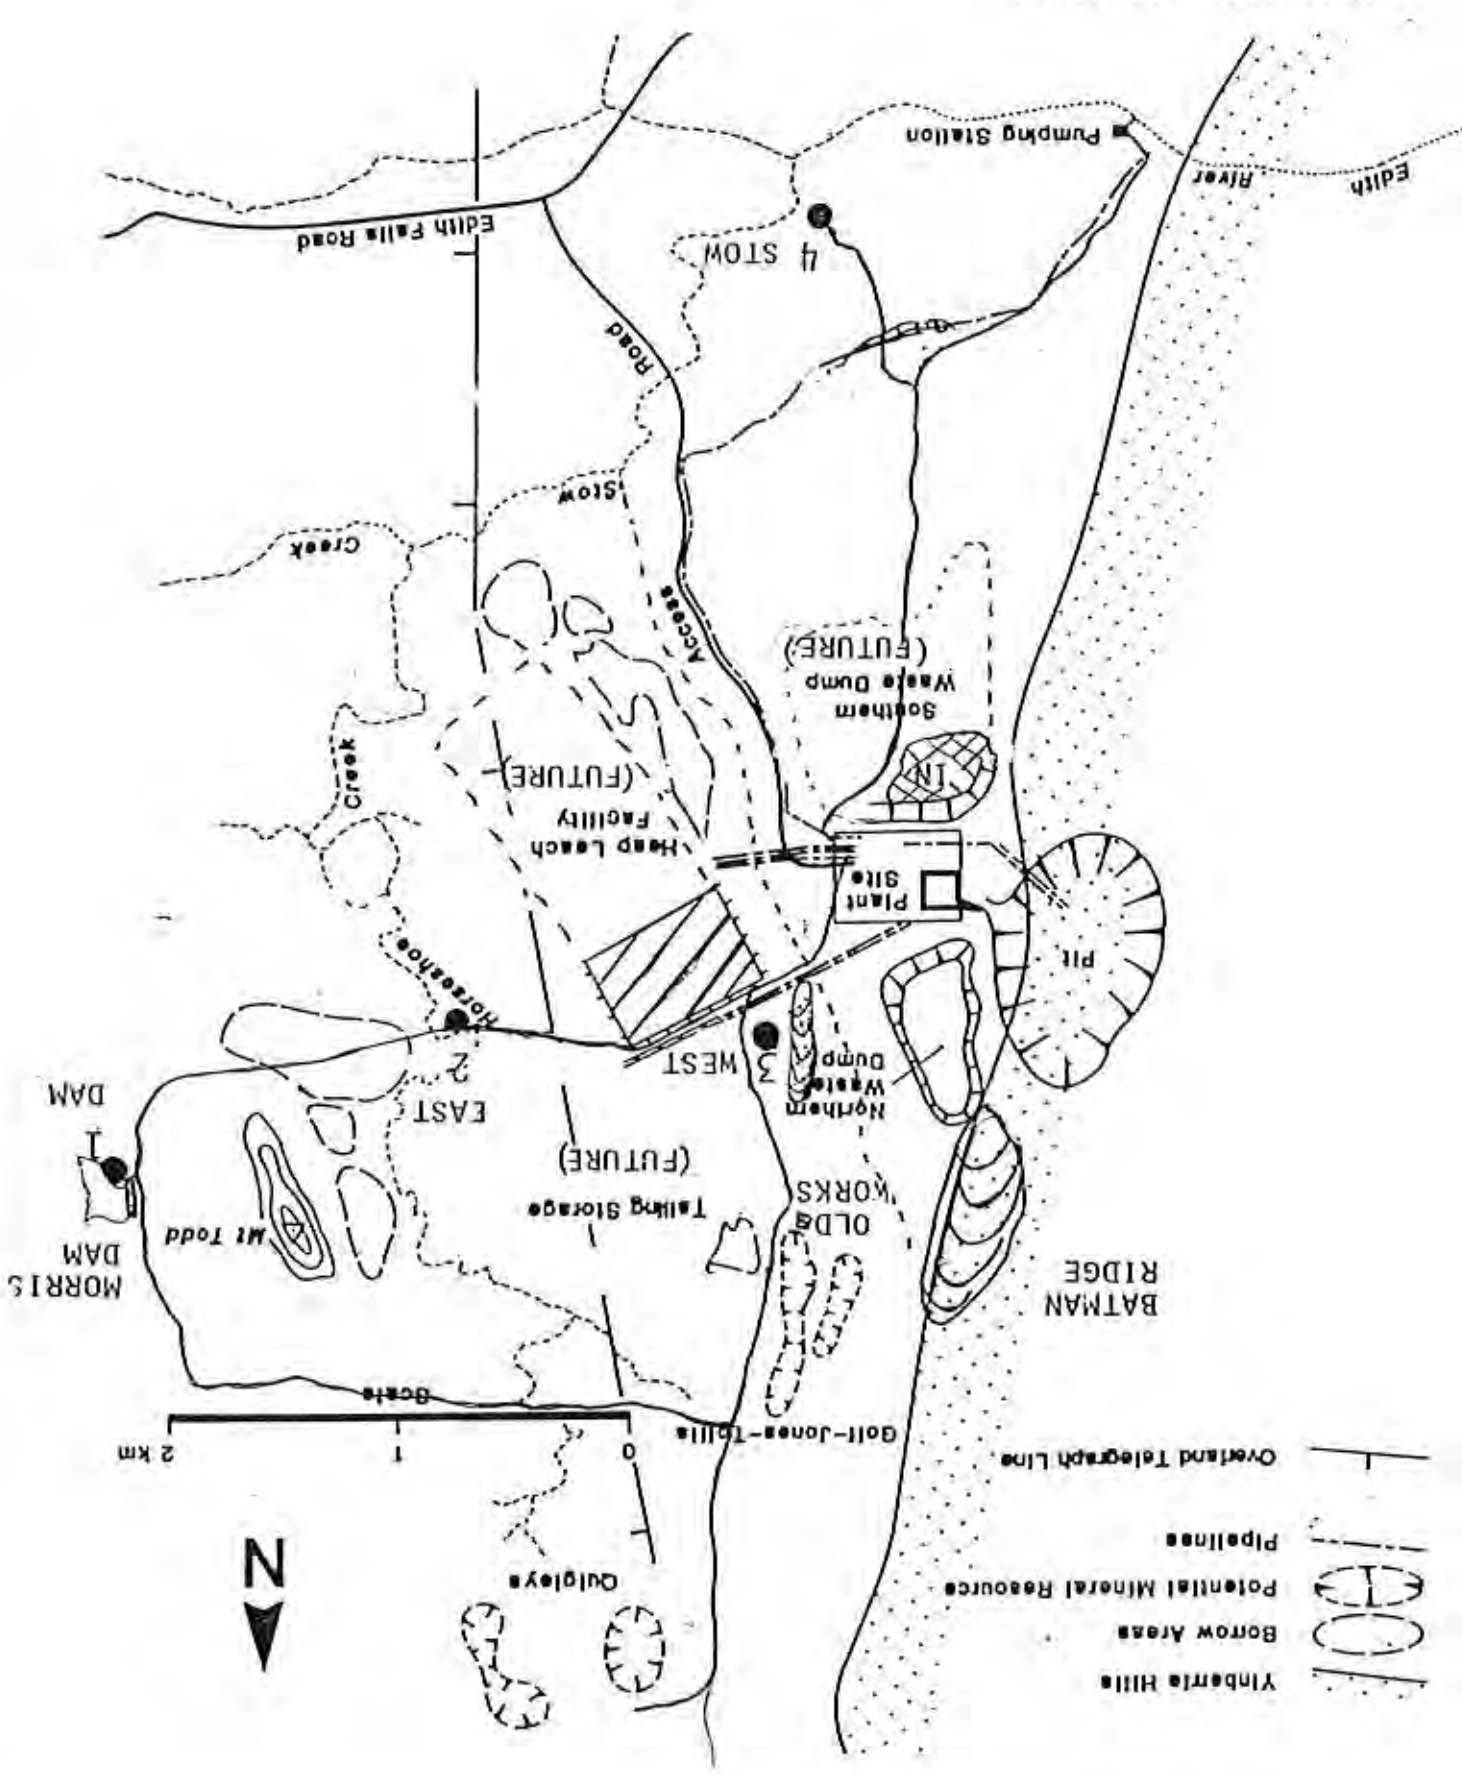 Yinberrie Hills
Borrow Areas
Potential Mineral Resource
Pipelines
Overland Telegraph Line
Quigleys
N
0
1
2 km
Scale
Golf-Jones-Tollis
BATMAN
RIDGE
OLD
WORKS
Tailing Storage
(FUTURE)
Mt Todd
MORRIS
DAM
1
DAM
Northern
Waste
Dump
3
WEST
EAST
2
Horseshoe
Creek
Pit
Plant
Site
Heap Leach
Facility
(FUTURE)
IN
Southern
Waste Dump
(FUTURE)
Access
Road
Stow
Creek
4 STOW
Edith Falls Road
Edith
River
Pumping Station